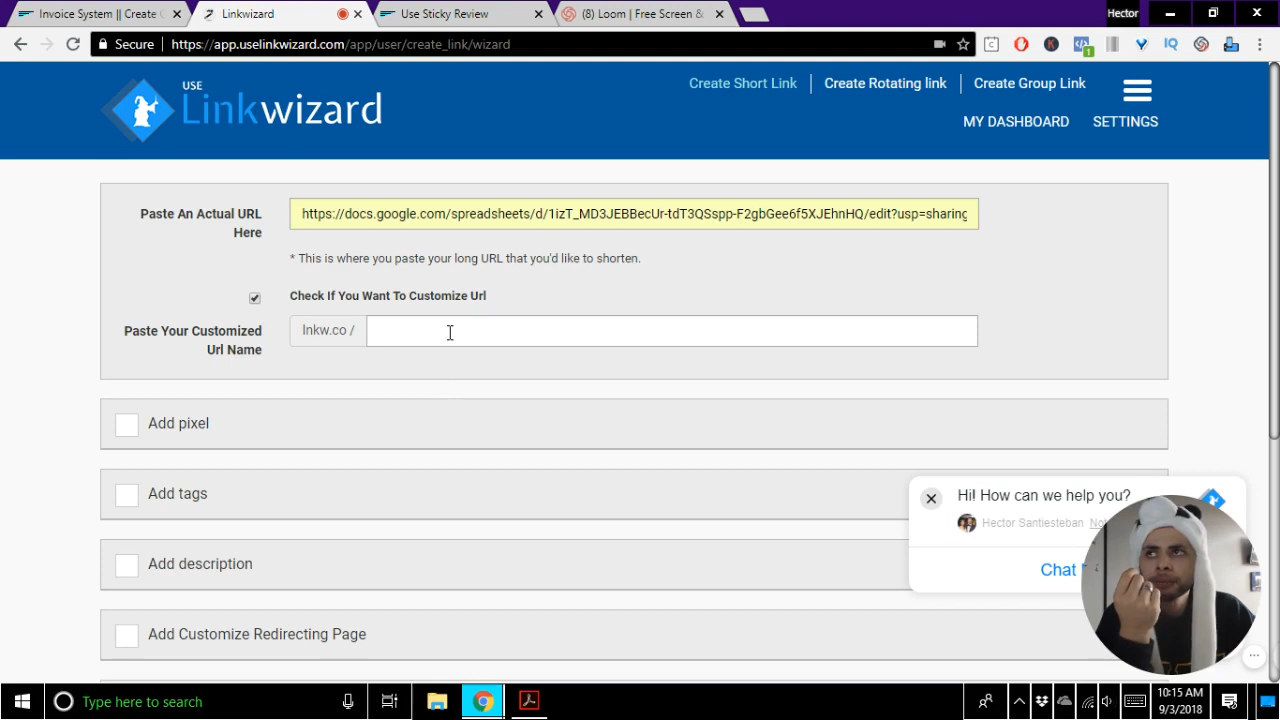 Invoice System || Create
Linkwizard
Use Sticky Review
(8) Loom | Free Screen &
Hector
Secure
https://app.uselinkwizard.com/app/user/create_link/wizard
USE
Linkwizard
Create Short Link
Create Rotating link
Create Group Link
MY DASHBOARD
SETTINGS
Paste An Actual URL
Here
https://docs.google.com/spreadsheets/d/1izT_MD3JEBBecUr-tdT3QSspp-F2gbGee6f5XJEhnHQ/edit?usp=sharing
* This is where you paste your long URL that you'd like to shorten.
Check If You Want To Customize Url
Paste Your Customized
Url Name
lnkw.co /
Add pixel
Add tags
Add description
Add Customize Redirecting Page
Hi! How can we help you?
Hector Santiesteban
Chat
Type here to search
10:15 AM
9/3/2018